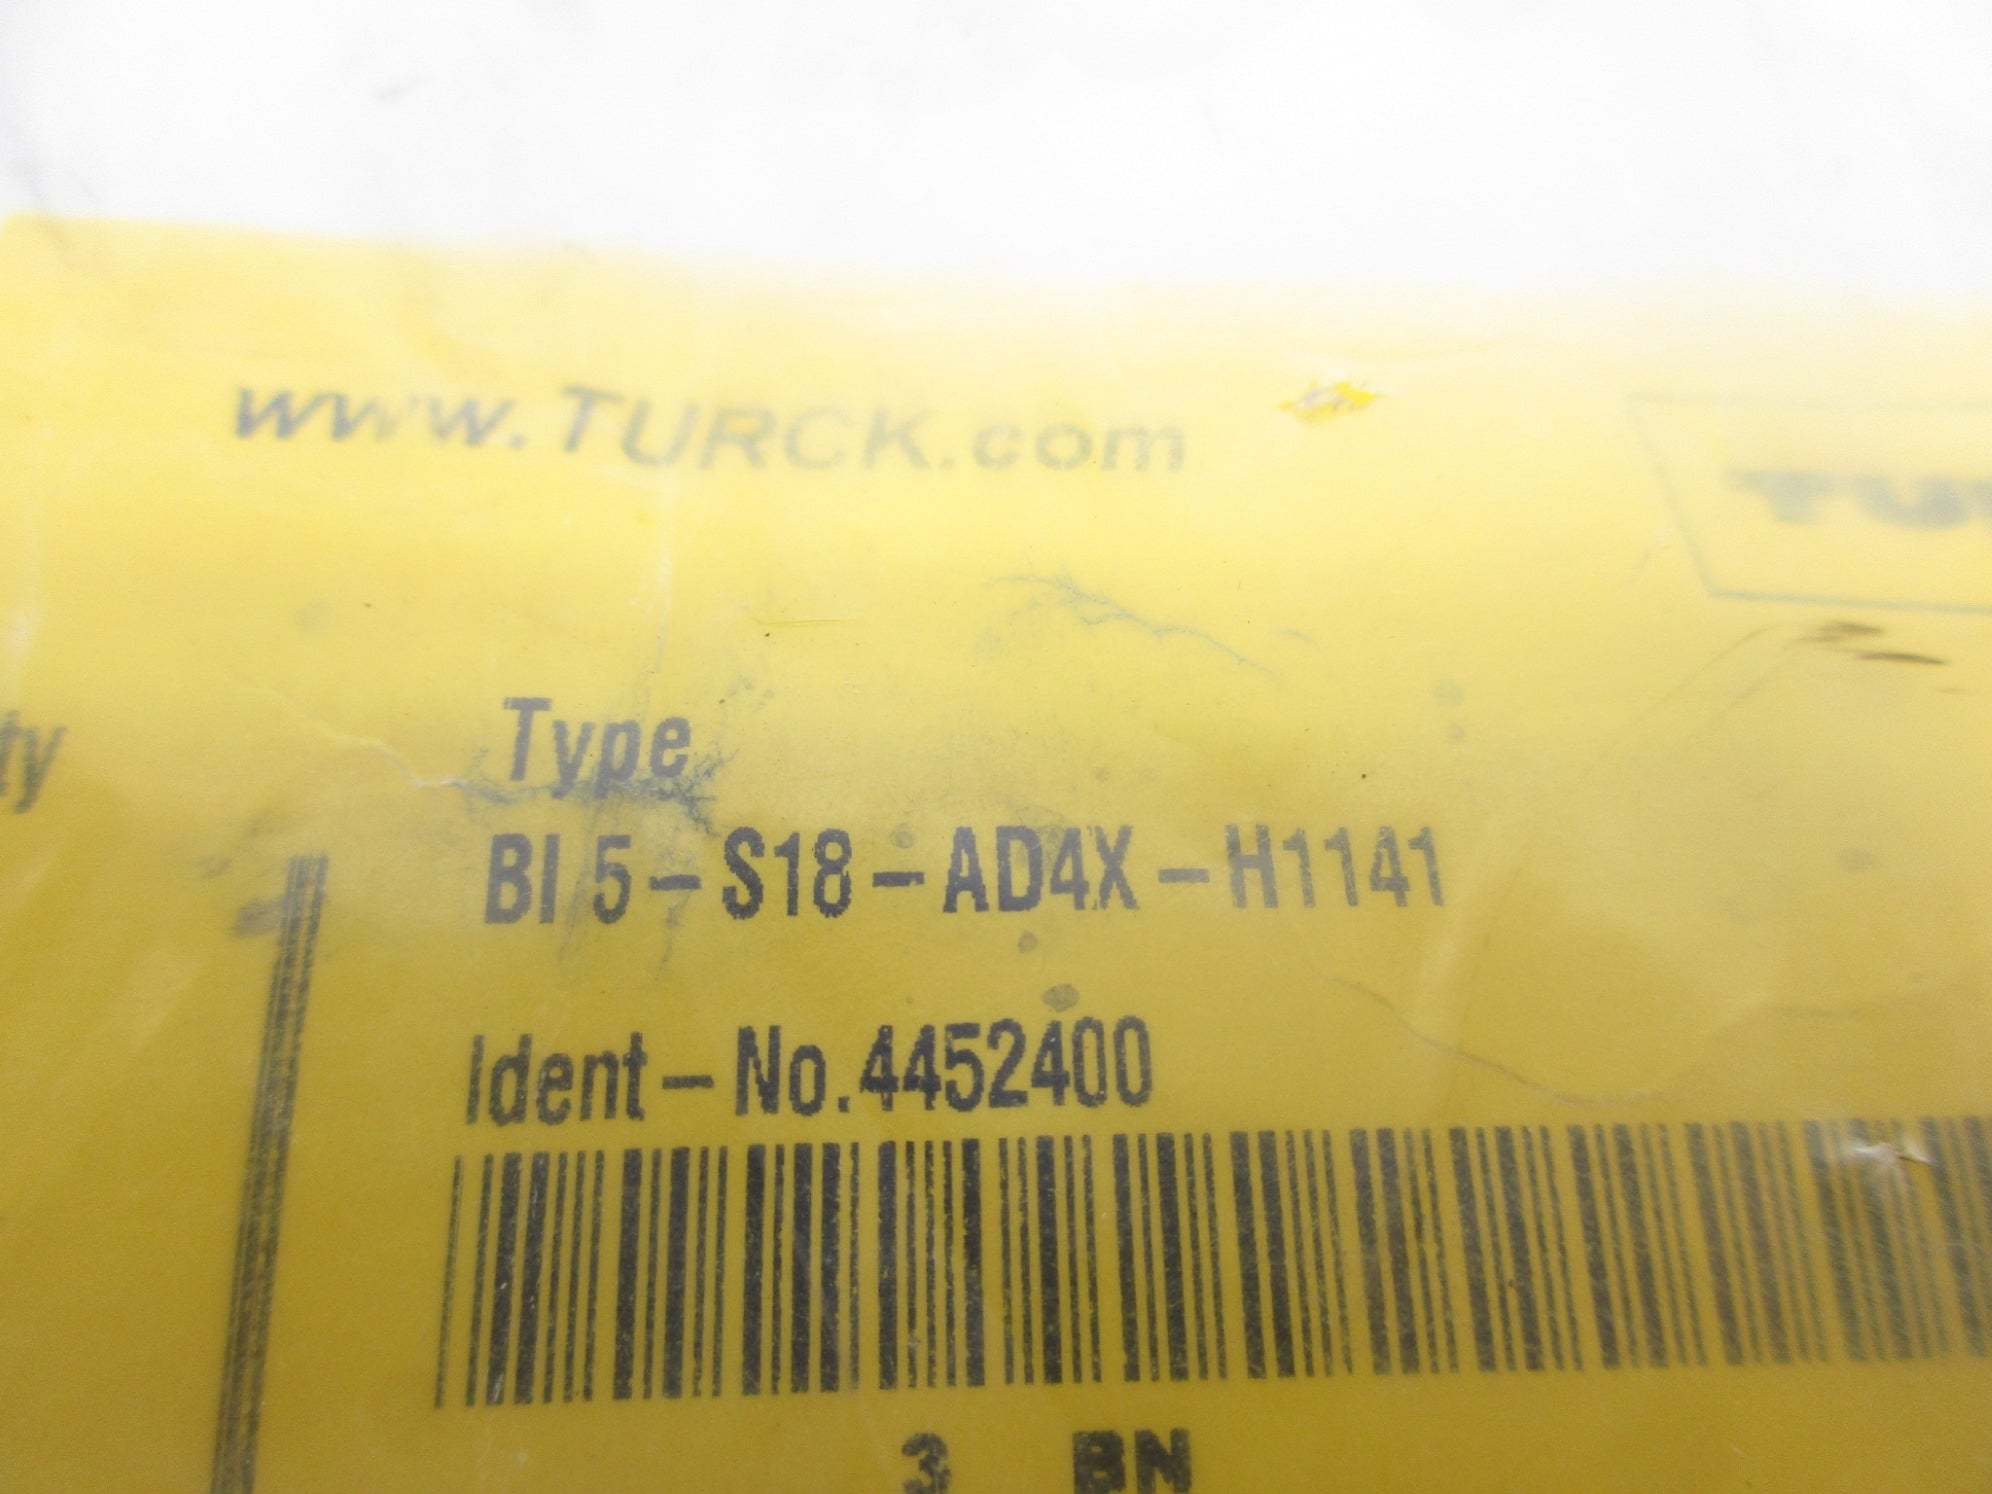 www.TURCK.com
Type
BI 5-S18-AD4X-H1141
Ident-No.4452400
3 BN